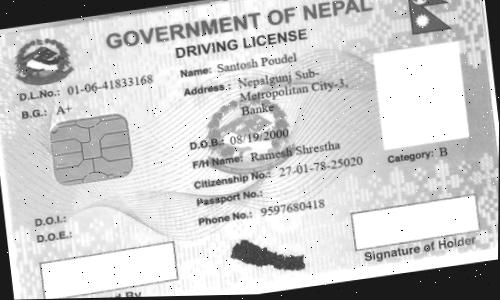 GOVERNMENT OF NEPAL
DRIVING LICENSE
D.L.No.: 01-06-41833168
B.G.: A+
Name: Santosh Poudel
Address.: Nepalgunj Sub-
Metropolitan City-3,
Banke
D.O.B.: 08/19/2000
F/H Name: Ramesh Shrestha
Citizenship No.: 27-01-78-25020
Passport No.:
Phone No.: 9597680418
Category: B
D.O.I.:
D.O.E.:
Signature of Holder
By